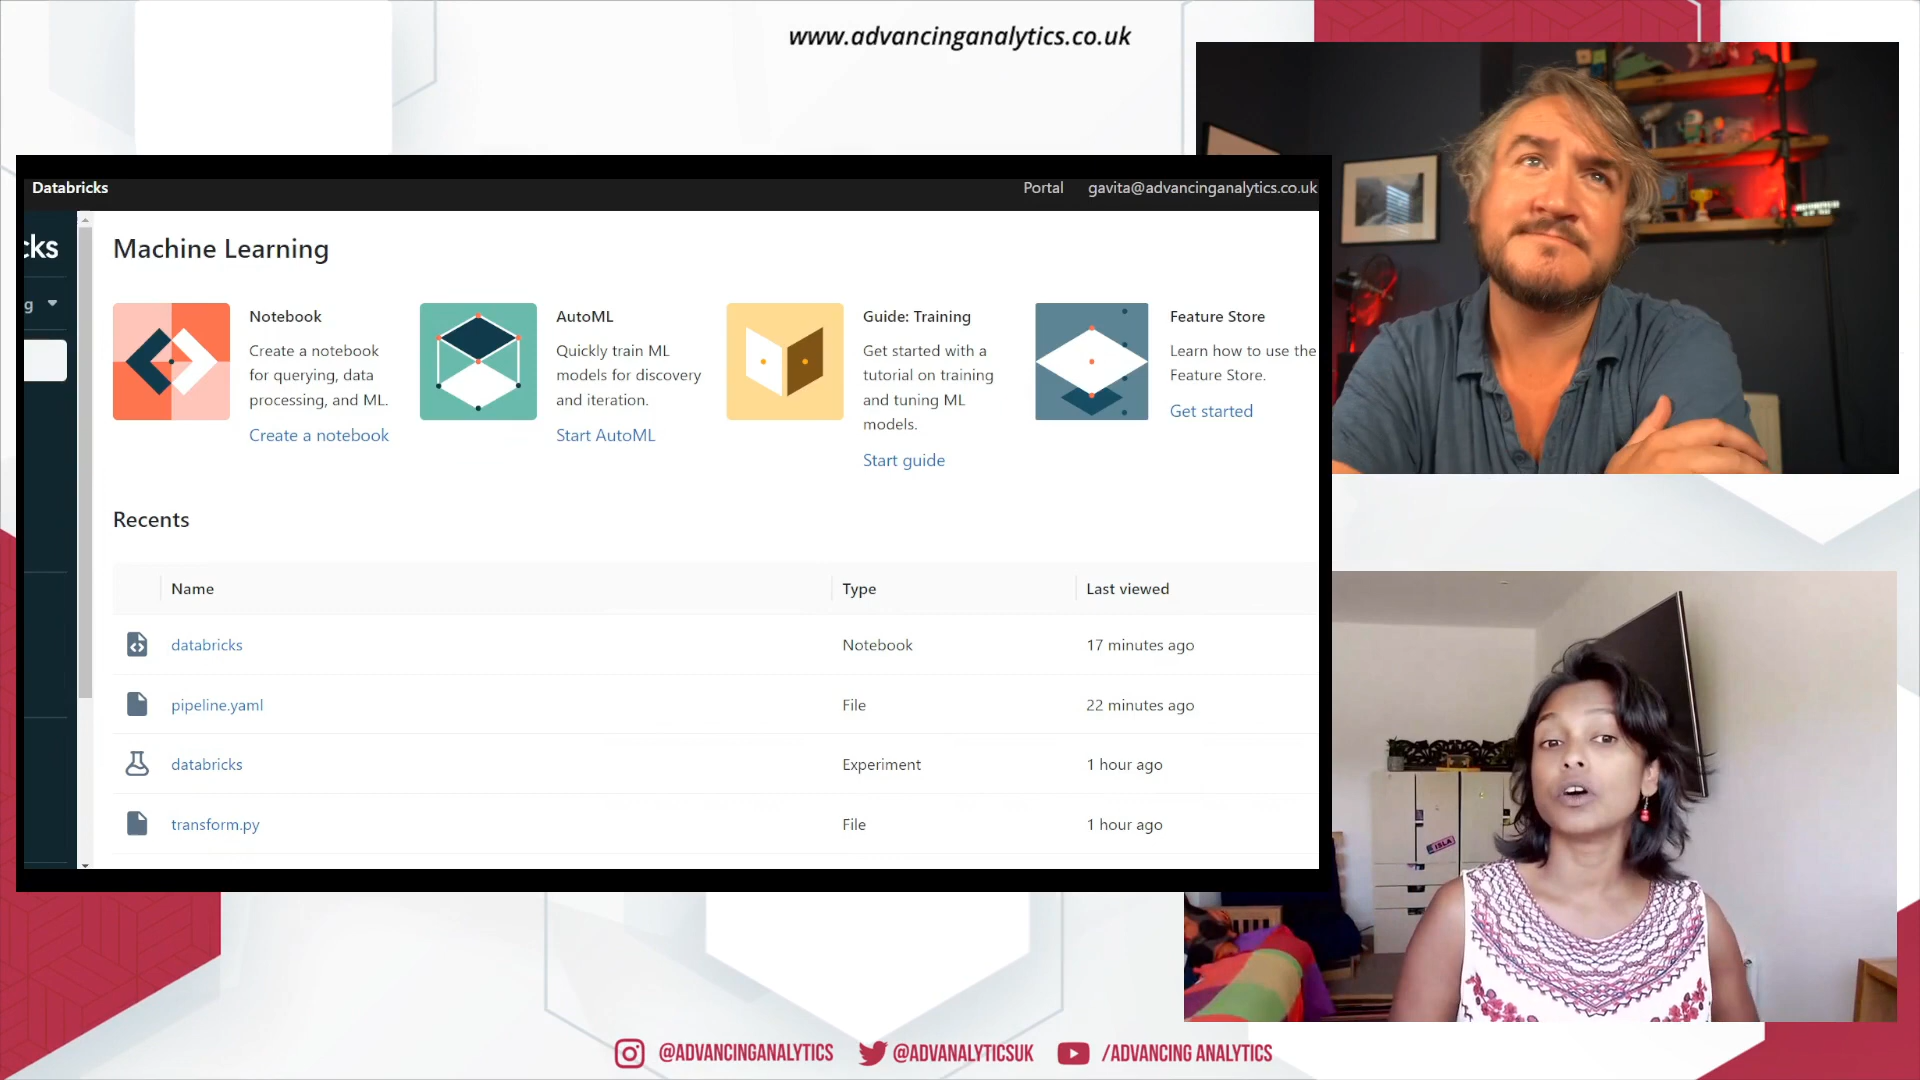 www.advancinganalytics.co.uk
Databricks
Portal
gavita@advancinganalytics.co.uk
cks
g
Machine Learning
Notebook
Create a notebook
for querying, data
processing, and ML.
Create a notebook
AutoML
Quickly train ML
models for discovery
and iteration.
Start AutoML
Guide: Training
Get started with a
tutorial on training
and tuning ML
models.
Start guide
Feature Store
Learn how to use the
Feature Store.
Get started
Recents
Name Type Last viewed
databricks Notebook 17 minutes ago
pipeline.yaml File 22 minutes ago
databricks Experiment 1 hour ago
transform.py File 1 hour ago
ISLA
@ADVANCINGANALYTICS
@ADVANALYTICSUK
/ADVANCING ANALYTICS